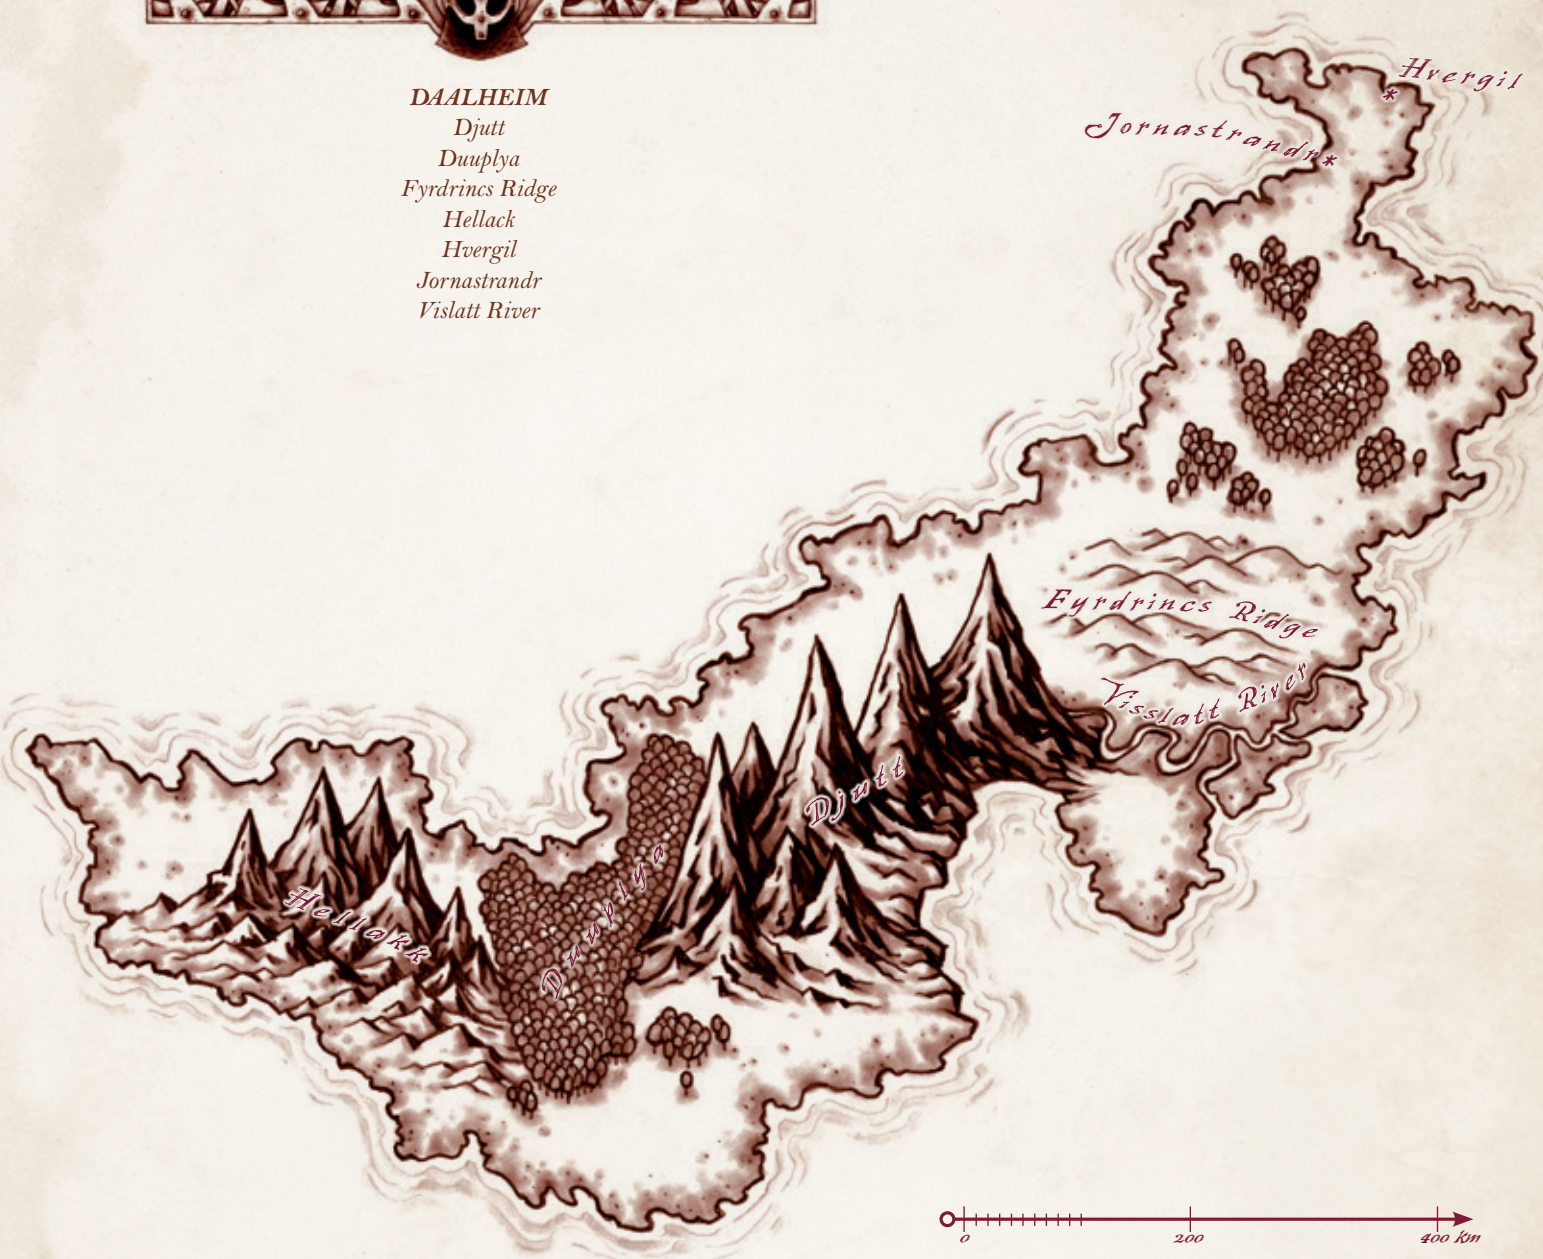 DAALHEIM
Djutt
Duuplya
Fyrdrincs Ridge
Hellack
Hvergil
Jornastrandr
Vislatt River
Hvergil
*
Jornastrandr*
Fyrdrincs Ridge
Visslatt River
Djutt
Duuplya
Hellakk
0 200 400 km